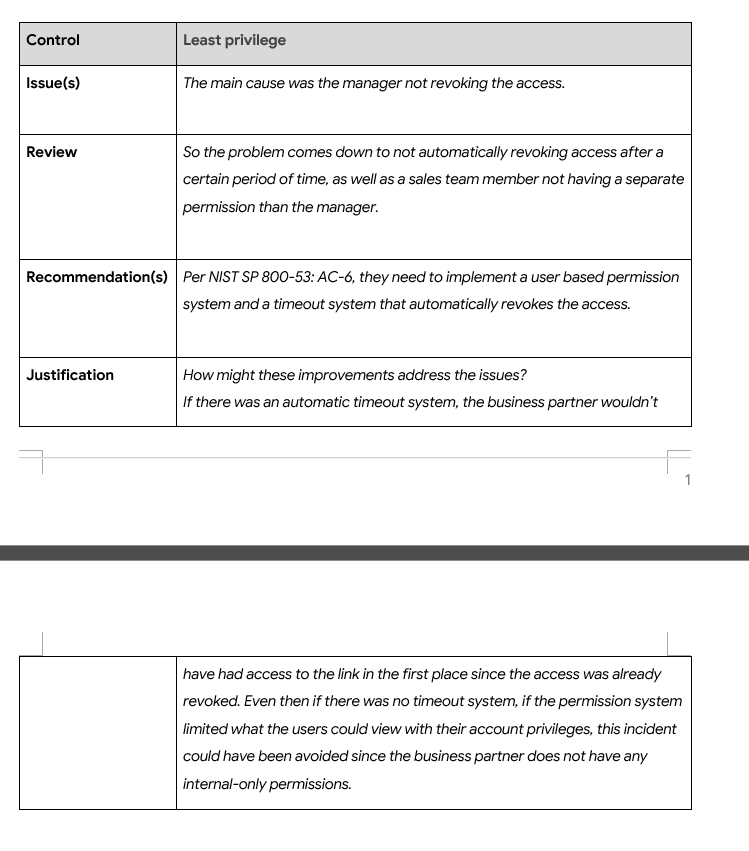 Control
Least privilege
Issue(s)
The main cause was the manager not revoking the access.
Review
So the problem comes down to not automatically revoking access after a
certain period of time, as well as a sales team member not having a separate
permission than the manager.
Recommendation(s)
Per NIST SP 800-53: AC-6, they need to implement a user based permission
system and a timeout system that automatically revokes the access.
Justification
How might these improvements address the issues?
If there was an automatic timeout system, the business partner wouldn't
1
have had access to the link in the first place since the access was already
revoked. Even then if there was no timeout system, if the permission system
limited what the users could view with their account privileges, this incident
could have been avoided since the business partner does not have any
internal-only permissions.